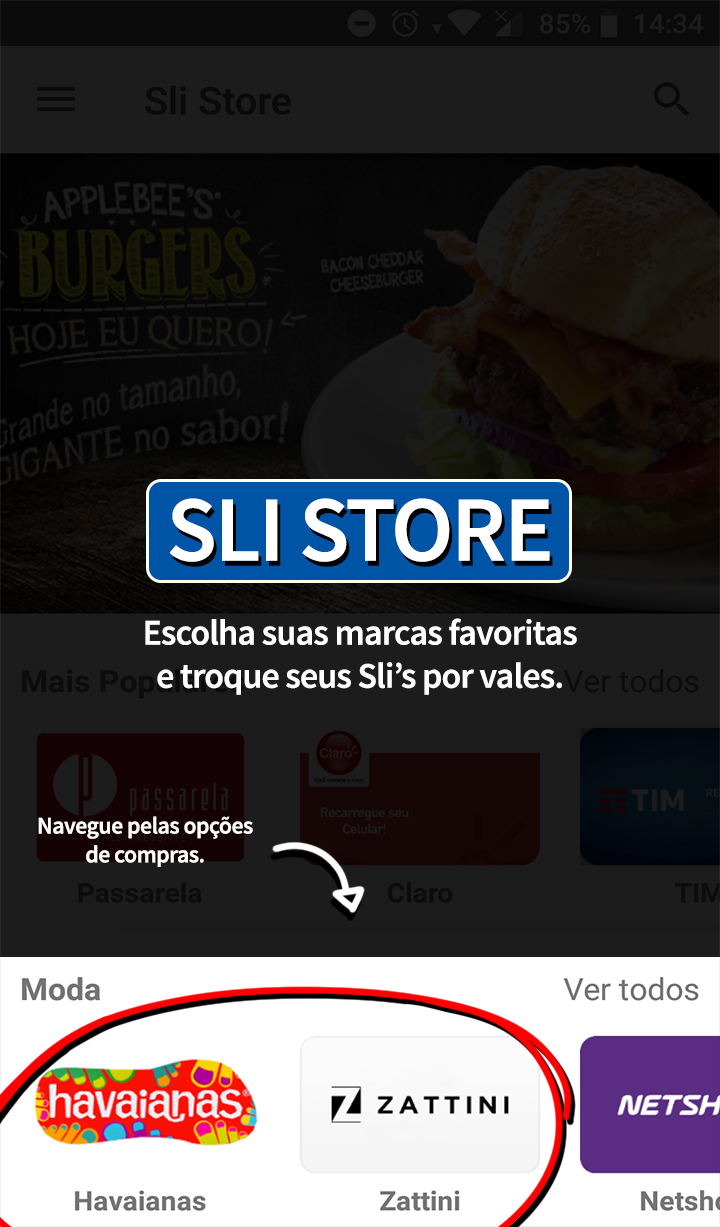 85% 14:34
Sli Store
APPLEBEE'S
BURGERS
HOJE EU QUERO!
Grande no tamanho,
GIGANTE no sabor!
BACON CHEDDAR
CHEESEBURGER
SLI STORE
Escolha suas marcas favoritas
e troque seus Sli's por vales.
Mais Ver todos
passarela
Claro
Recarregue seu
Celular!
TIM
Navegue pelas opções
de compras.
Passarela Claro TIM
Moda Ver todos
havaianas
ZATTINI
NETSH
Havaianas Zattini Netsho